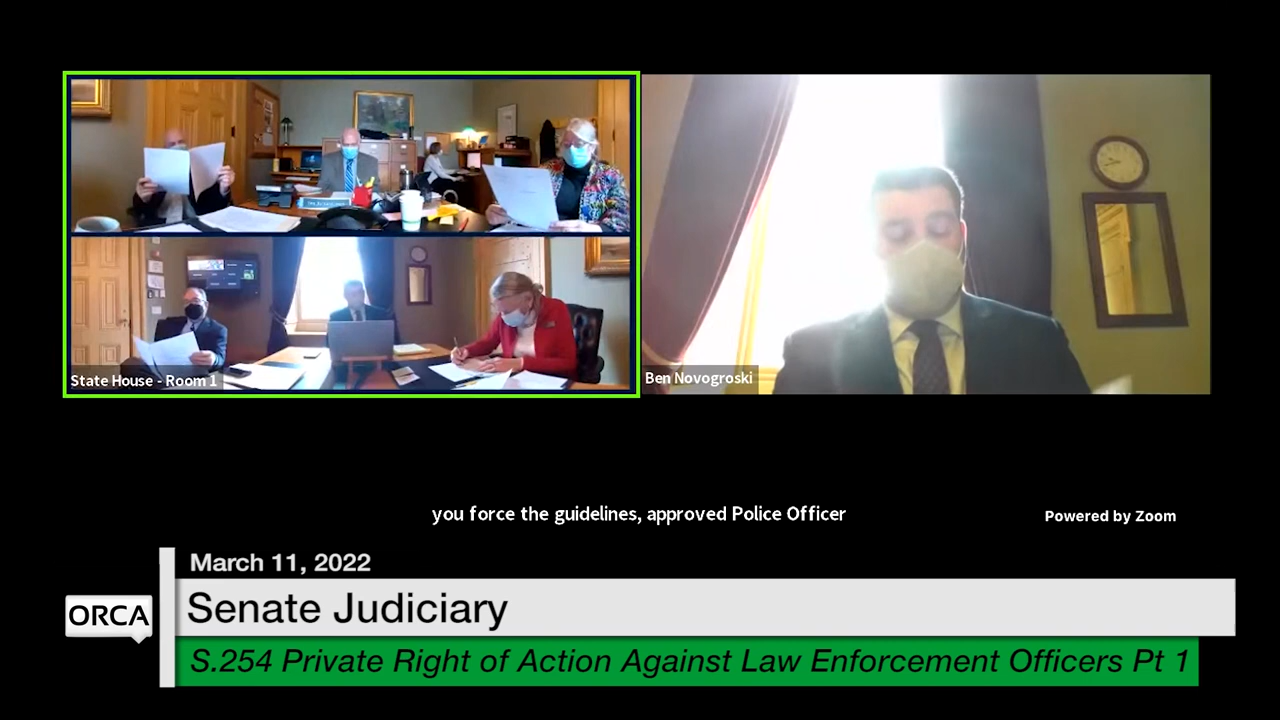 State House - Room 1
Ben Novogroski
you force the guidelines, approved Police Officer
Powered by Zoom
March 11, 2022
ORCA
Senate Judiciary
S.254 Private Right of Action Against Law Enforcement Officers Pt 1